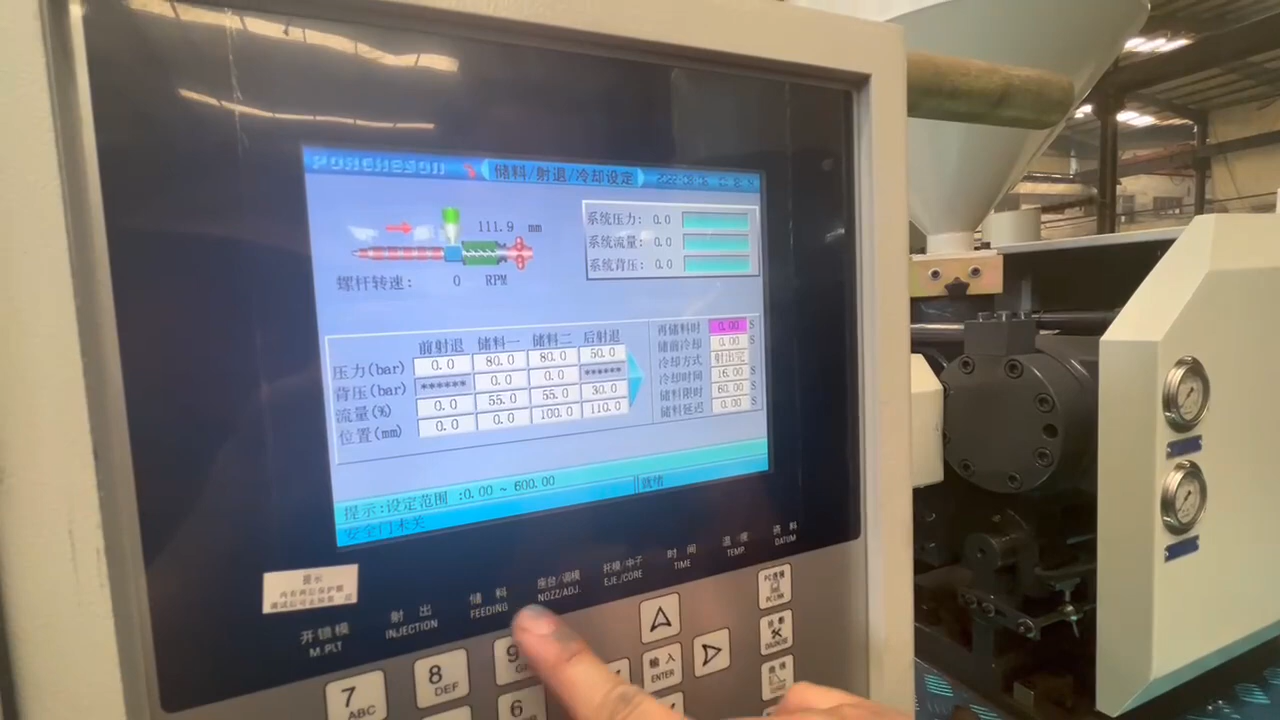 PORCHESON 储料/射退/冷却设定
111.9 mm
螺杆转速: 0 RPM
系统压力: 0.0
系统流量: 0.0
系统背压: 0.0
前射退 储料一 储料二 后射退
压力(bar) 0.0 80.0 80.0 50.0
背压(bar) ****** 0.0 0.0 ******
流量(%) 0.0 55.0 55.0 30.0
位置(mm) 0.0 0.0 100.0 110.0
再储料时 0.00 S
储前冷却 0.00 S
冷却方式 射出完
冷却时间 16.00 S
储料限时 60.00 S
储料延迟 0.00 S
提示:设定范围 :0.00 ~ 600.00
就绪
安全门未关
提示
开锁模
M.PLT
射出
INJECTION
储料
FEEDING
座台/调模
NOZZ/ADJ.
托模/中子
EJE./CORE
时间
TIME
温度
TEMP.
资料
DATUM
7 ABC
8 DEF
9
6
输入
ENTER
PC LINK